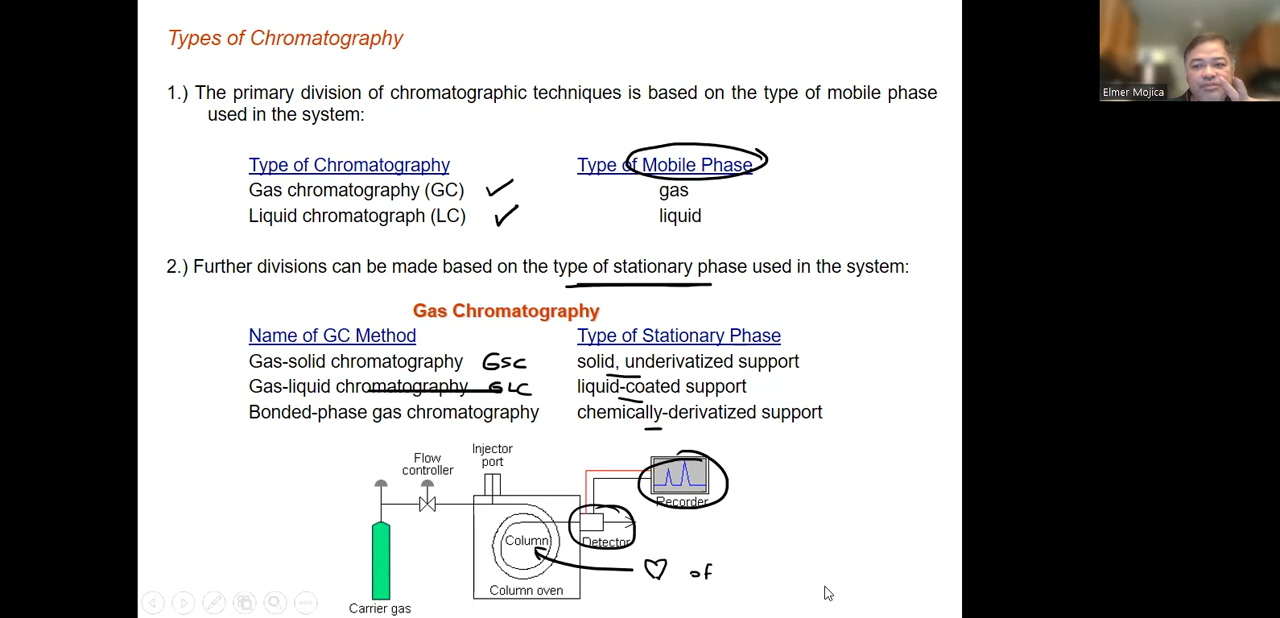 Types of Chromatography
Elmer Mojica
1.) The primary division of chromatographic techniques is based on the type of mobile phase
used in the system:
Type of Chromatography Type of Mobile Phase
Gas chromatography (GC) gas
Liquid chromatograph (LC) liquid
2.) Further divisions can be made based on the type of stationary phase used in the system:
Gas Chromatography
Name of GC Method Type of Stationary Phase
Gas-solid chromatography GSC solid, underivatized support
Gas-liquid chromatography GLC liquid-coated support
Bonded-phase gas chromatography chemically-derivatized support
Injector
port
Flow
controller
Recorder
Column
Detector
♡ of
Column oven
Carrier gas